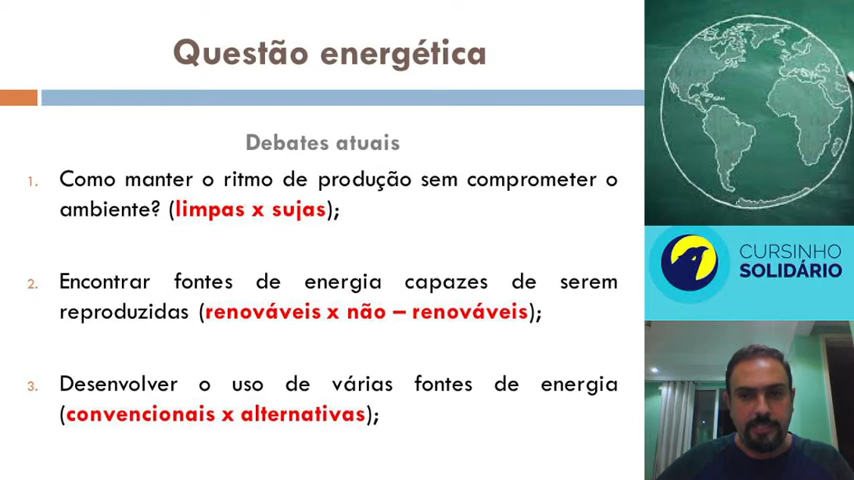 Questão energética
Debates atuais
1. Como manter o ritmo de produção sem comprometer o
ambiente? (limpas x sujas);
2. Encontrar fontes de energia capazes de serem
reproduzidas (renováveis x não – renováveis);
3. Desenvolver o uso de várias fontes de energia
(convencionais x alternativas);
CURSINHO
SOLIDÁRIO